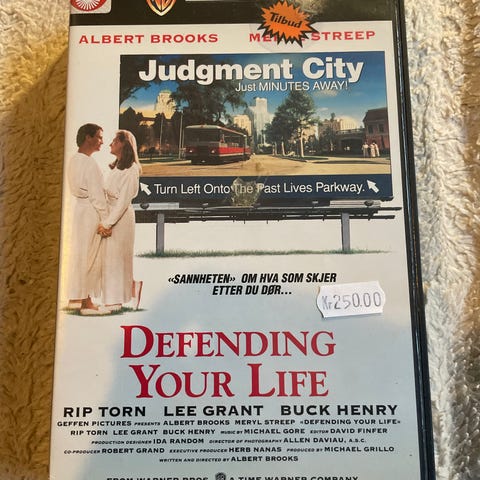 Tilbud
ALBERT BROOKS MERYL STREEP
Judgment City
Just MINUTES AWAY!
Turn Left Onto The Past Lives Parkway.
«SANNHETEN» OM HVA SOM SKJER
ETTER DU DØR...
Kr250.00
DEFENDING
YOUR LIFE
RIP TORN LEE GRANT BUCK HENRY
GEFFEN PICTURES PRESENTS ALBERT BROOKS MERYL STREEP «DEFENDING YOUR LIFE»
RIP TORN LEE GRANT BUCK HENRY MUSIC BY MICHAEL GORE EDITOR DAVID FINFER
PRODUCTION DESIGNER IDA RANDOM DIRECTOR OF PHOTOGRAPHY ALLEN DAVIAU, A.S.C.
CO-PRODUCER ROBERT GRAND EXECUTIVE PRODUCER HERB NANAS PRODUCED BY MICHAEL GRILLO
WRITTEN AND DIRECTED BY ALBERT BROOKS
FROM WARNER BROS. A TIME WARNER COMPANY